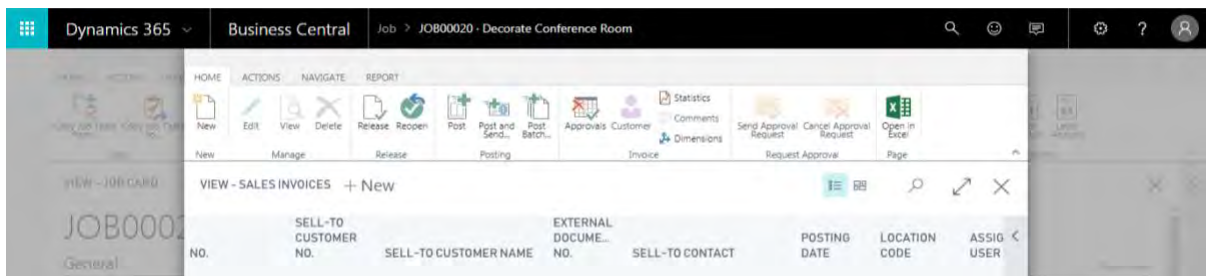 Dynamics 365 Business Central Job > JOB00020 · Decorate Conference Room
HOME ACTIONS NAVIGATE REPORT
New Edit View Delete Release Reopen Post Post and Send... Post Batch... Approvals Customer Statistics Comments Dimensions Send Approval Request Cancel Approval Request Open in Excel
New Manage Release Posting Invoice Request Approval Page
VIEW - JOB CARD
VIEW - SALES INVOICES + New
JOB0002
General
NO. SELL-TO CUSTOMER NO. SELL-TO CUSTOMER NAME EXTERNAL DOCUME... NO. SELL-TO CONTACT POSTING DATE LOCATION CODE ASSIG USER